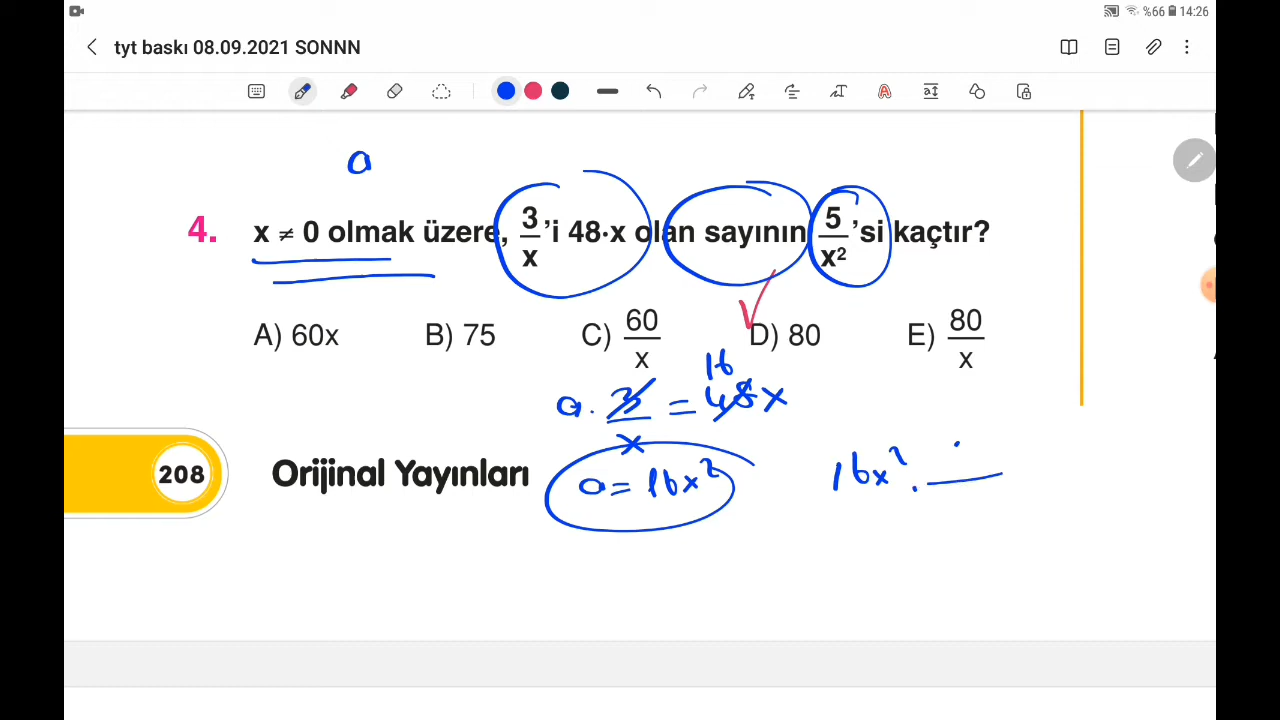 %66 14:26
tyt baskı 08.09.2021 SONNN
a
4. x ≠ 0 olmak üzere, 3/x 'i 48·x olan sayının 5/x² 'si kaçtır?
A) 60x B) 75 C) 60/x D) 80 E) 80/x
16
a. 3/x = 48x
a = 16x²
16x² .
208 Orijinal Yayınları